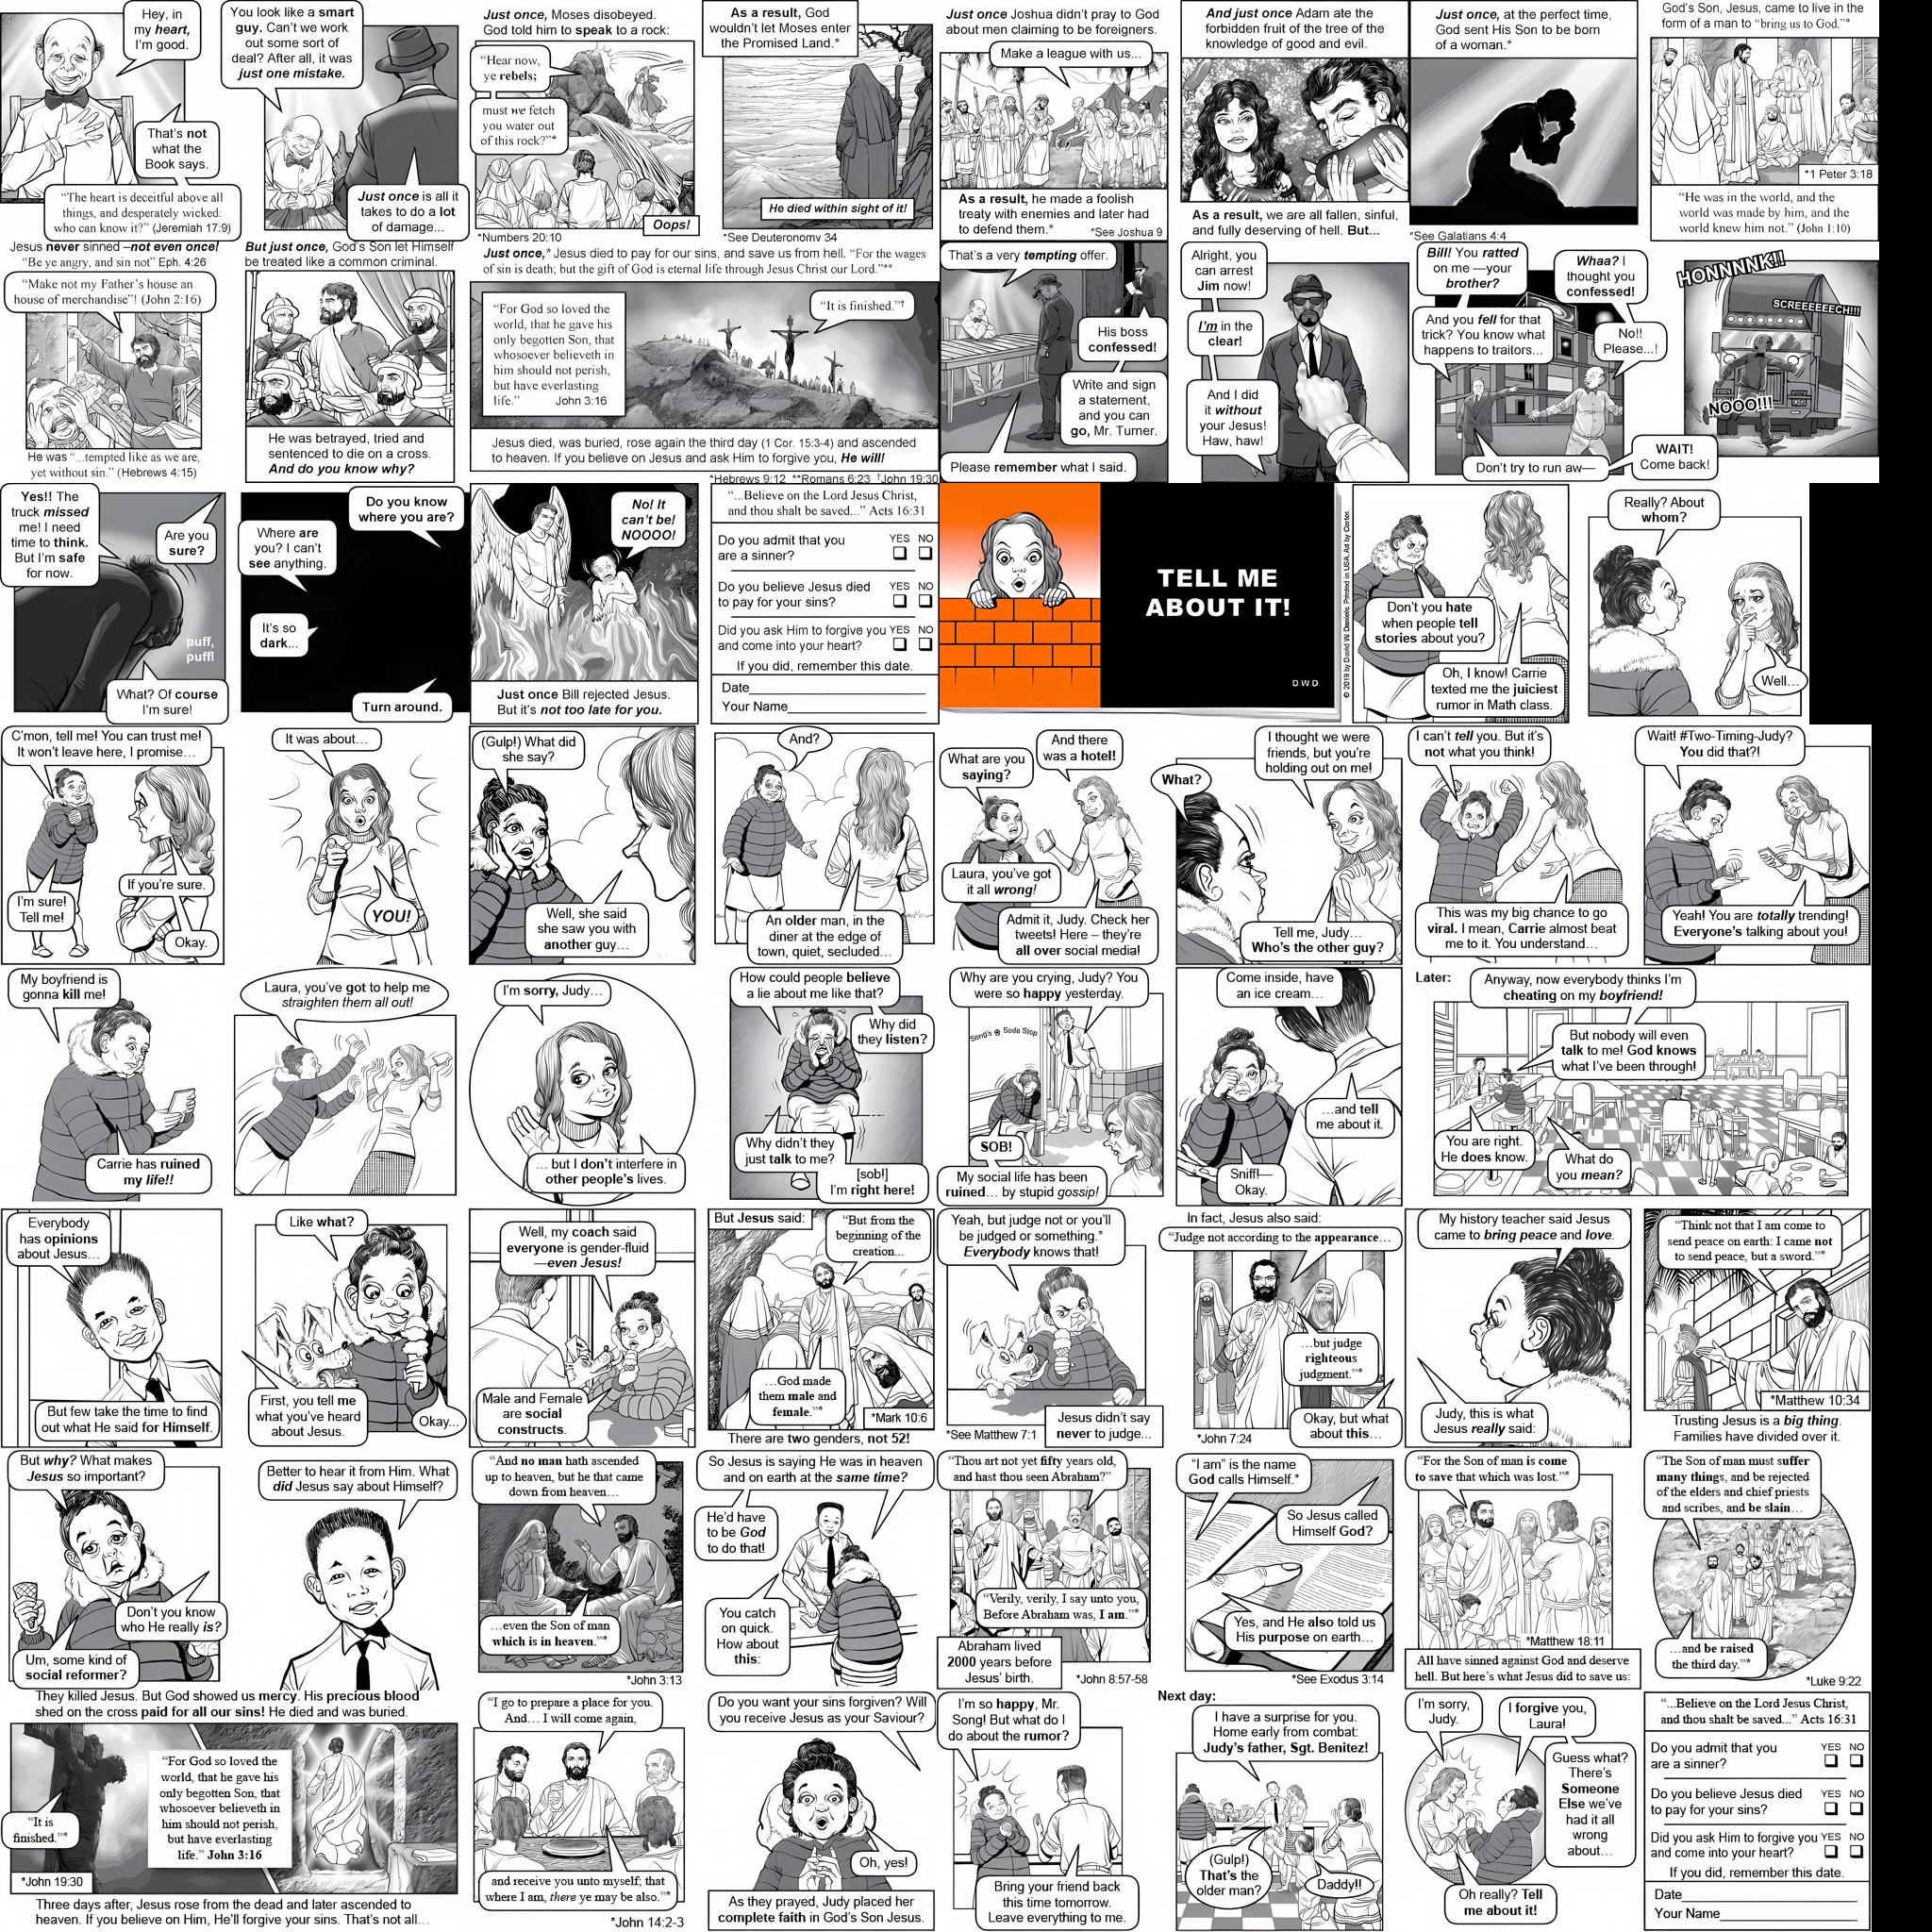 Hey, in
my heart,
I'm good.
That's not
what the
Book says.
"The heart is deceitful above all
things, and desperately wicked:
who can know it?" (Jeremiah 17:9)
You look like a smart
guy. Can't we work
out some sort of
deal? After all, it was
just one mistake.
Just once is all it
takes to do a lot
of damage...
Just once, Moses disobeyed.
God told him to speak to a rock:
"Hear now,
ye rebels;
must we fetch
you water out
of this rock?"*
Oops!
*Numbers 20:10
As a result, God
wouldn't let Moses enter
the Promised Land.*
He died within sight of it!
*See Deuteronomy 34
Just once Joshua didn't pray to God
about men claiming to be foreigners.
Make a league with us...
As a result, he made a foolish
treaty with enemies and later had
to defend them.*
*See Joshua 9
And just once Adam ate the
forbidden fruit of the tree of the
knowledge of good and evil.
As a result, we are all fallen, sinful,
and fully deserving of hell. But...
Just once, at the perfect time,
God sent His Son to be born
of a woman.*
*See Galatians 4:4
God's Son, Jesus, came to live in the
form of a man to "bring us to God."*
*1 Peter 3:18
"He was in the world, and the
world was made by him, and the
world knew him not." (John 1:10)
Jesus never sinned –not even once!
"Be ye angry, and sin not" Eph. 4:26
"Make not my Father's house an
house of merchandise"! (John 2:16)
He was "...tempted like as we are,
yet without sin." (Hebrews 4:15)
But just once, God's Son let Himself
be treated like a common criminal.
He was betrayed, tried and
sentenced to die on a cross.
And do you know why?
Just once,* Jesus died to pay for our sins, and save us from hell. "For the wages
of sin is death; but the gift of God is eternal life through Jesus Christ our Lord."**
"For God so loved the
world, that he gave his
only begotten Son, that
whosoever believeth in
him should not perish,
but have everlasting
life." John 3:16
"It is finished."†
Jesus died, was buried, rose again the third day (1 Cor. 15:3-4) and ascended
to heaven. If you believe on Jesus and ask Him to forgive you, He will!
*Hebrews 9:12 **Romans 6:23 †John 19:30
That's a very tempting offer.
His boss
confessed!
Write and sign
a statement,
and you can
go, Mr. Turner.
Please remember what I said.
Alright, you
can arrest
Jim now!
I'm in the
clear!
And I did
it without
your Jesus!
Haw, haw!
Bill! You ratted
on me —your
brother?
Whaa? I
thought you
confessed!
And you fell for that
trick? You know what
happens to traitors...
No!!
Please...!
Don't try to run aw—
WAIT!
Come back!
HONNNNK!!
SCREEEEEECH!!!
NOOO!!!
Yes!! The
truck missed
me! I need
time to think.
But I'm safe
for now.
Are you
sure?
puff,
puff!
What? Of course
I'm sure!
Do you know
where you are?
Where are
you? I can't
see anything.
It's so
dark...
Turn around.
No! It
can't be!
NOOOO!
Just once Bill rejected Jesus.
But it's not too late for you.
"...Believe on the Lord Jesus Christ,
and thou shalt be saved..." Acts 16:31
Do you admit that you
are a sinner?
YES NO
Do you believe Jesus died
to pay for your sins?
YES NO
Did you ask Him to forgive you
and come into your heart?
YES NO
If you did, remember this date.
Date
Your Name
TELL ME
ABOUT IT!
D.W.D.
© 2019 by David W. Daniels. Printed in USA. Art by Carter.
Don't you hate
when people tell
stories about you?
Oh, I know! Carrie
texted me the juiciest
rumor in Math class.
Really? About
whom?
Well...
C'mon, tell me! You can trust me!
It won't leave here, I promise...
I'm sure!
Tell me!
If you're sure.
Okay.
It was about...
YOU!
(Gulp!) What did
she say?
Well, she said
she saw you with
another guy...
And?
An older man, in the
diner at the edge of
town, quiet, secluded...
What are you
saying?
And there
was a hotel!
Laura, you've got
it all wrong!
Admit it, Judy. Check her
tweets! Here – they're
all over social media!
What?
I thought we were
friends, but you're
holding out on me!
Tell me, Judy...
Who's the other guy?
I can't tell you. But it's
not what you think!
This was my big chance to go
viral. I mean, Carrie almost beat
me to it. You understand...
Wait! #Two-Timing-Judy?
You did that?!
Yeah! You are totally trending!
Everyone's talking about you!
My boyfriend is
gonna kill me!
Carrie has ruined
my life!!
Laura, you've got to help me
straighten them all out!
I'm sorry, Judy...
... but I don't interfere in
other people's lives.
How could people believe
a lie about me like that?
Why did
they listen?
Why didn't they
just talk to me?
[sob!]
I'm right here!
Why are you crying, Judy? You
were so happy yesterday.
Song's Soda Stop
SOB!
My social life has been
ruined... by stupid gossip!
Come inside, have
an ice cream...
...and tell
me about it.
Sniff!—
Okay.
Later:
Anyway, now everybody thinks I'm
cheating on my boyfriend!
But nobody will even
talk to me! God knows
what I've been through!
You are right.
He does know.
What do
you mean?
Everybody
has opinions
about Jesus...
But few take the time to find
out what He said for Himself.
Like what?
First, you tell me
what you've heard
about Jesus.
Okay...
Well, my coach said
everyone is gender-fluid
—even Jesus!
Male and Female
are social
constructs.
But Jesus said:
"But from the
beginning of the
creation...
...God made
them male and
female."*
*Mark 10:6
There are two genders, not 52!
Yeah, but judge not or you'll
be judged or something.*
Everybody knows that!
*See Matthew 7:1
Jesus didn't say
never to judge...
In fact, Jesus also said:
"Judge not according to the appearance...
...but judge
righteous
judgment."*
*John 7:24
Okay, but what
about this...
My history teacher said Jesus
came to bring peace and love.
Judy, this is what
Jesus really said:
"Think not that I am come to
send peace on earth: I came not
to send peace, but a sword."*
*Matthew 10:34
Trusting Jesus is a big thing.
Families have divided over it.
But why? What makes
Jesus so important?
Don't you know
who He really is?
Um, some kind of
social reformer?
Better to hear it from Him. What
did Jesus say about Himself?
"And no man hath ascended
up to heaven, but he that came
down from heaven...
...even the Son of man
which is in heaven."*
*John 3:13
So Jesus is saying He was in heaven
and on earth at the same time?
He'd have
to be God
to do that!
You catch
on quick.
How about
this:
"Thou art not yet fifty years old,
and hast thou seen Abraham?"
"Verily, verily, I say unto you,
Before Abraham was, I am."*
Abraham lived
2000 years before
Jesus' birth.
*John 8:57-58
"I am" is the name
God calls Himself.*
So Jesus called
Himself God?
Yes, and He also told us
His purpose on earth...
*See Exodus 3:14
"For the Son of man is come
to save that which was lost."*
*Matthew 18:11
All have sinned against God and deserve
hell. But here's what Jesus did to save us:
"The Son of man must suffer
many things, and be rejected
of the elders and chief priests
and scribes, and be slain...
...and be raised
the third day."*
*Luke 9:22
They killed Jesus. But God showed us mercy. His precious blood
shed on the cross paid for all our sins! He died and was buried.
"It is
finished."*
*John 19:30
"For God so loved the
world, that he gave his
only begotten Son, that
whosoever believeth in
him should not perish,
but have everlasting
life." John 3:16
Three days after, Jesus rose from the dead and later ascended to
heaven. If you believe on Him, He'll forgive your sins. That's not all...
"I go to prepare a place for you.
And... I will come again,
and receive you unto myself; that
where I am, there ye may be also."*
*John 14:2-3
Do you want your sins forgiven? Will
you receive Jesus as your Saviour?
Oh, yes!
As they prayed, Judy placed her
complete faith in God's Son Jesus.
I'm so happy, Mr.
Song! But what do I
do about the rumor?
Bring your friend back
this time tomorrow.
Leave everything to me.
Next day:
I have a surprise for you.
Home early from combat:
Judy's father, Sgt. Benitez!
(Gulp!)
That's the
older man?
Daddy!!
I'm sorry,
Judy.
I forgive you,
Laura!
Guess what?
There's
Someone
Else we've
had it all
wrong
about...
Oh really? Tell
me about it!
"...Believe on the Lord Jesus Christ,
and thou shalt be saved..." Acts 16:31
Do you admit that you
are a sinner?
YES NO
Do you believe Jesus died
to pay for your sins?
YES NO
Did you ask Him to forgive you
and come into your heart?
YES NO
If you did, remember this date.
Date
Your Name